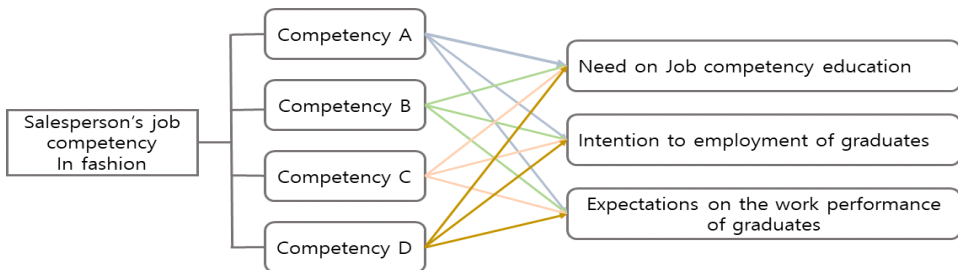 Salesperson's job
competency
In fashion
Competency A
Competency B
Competency C
Competency D
Need on Job competency education
Intention to employment of graduates
Expectations on the work performance
of graduates